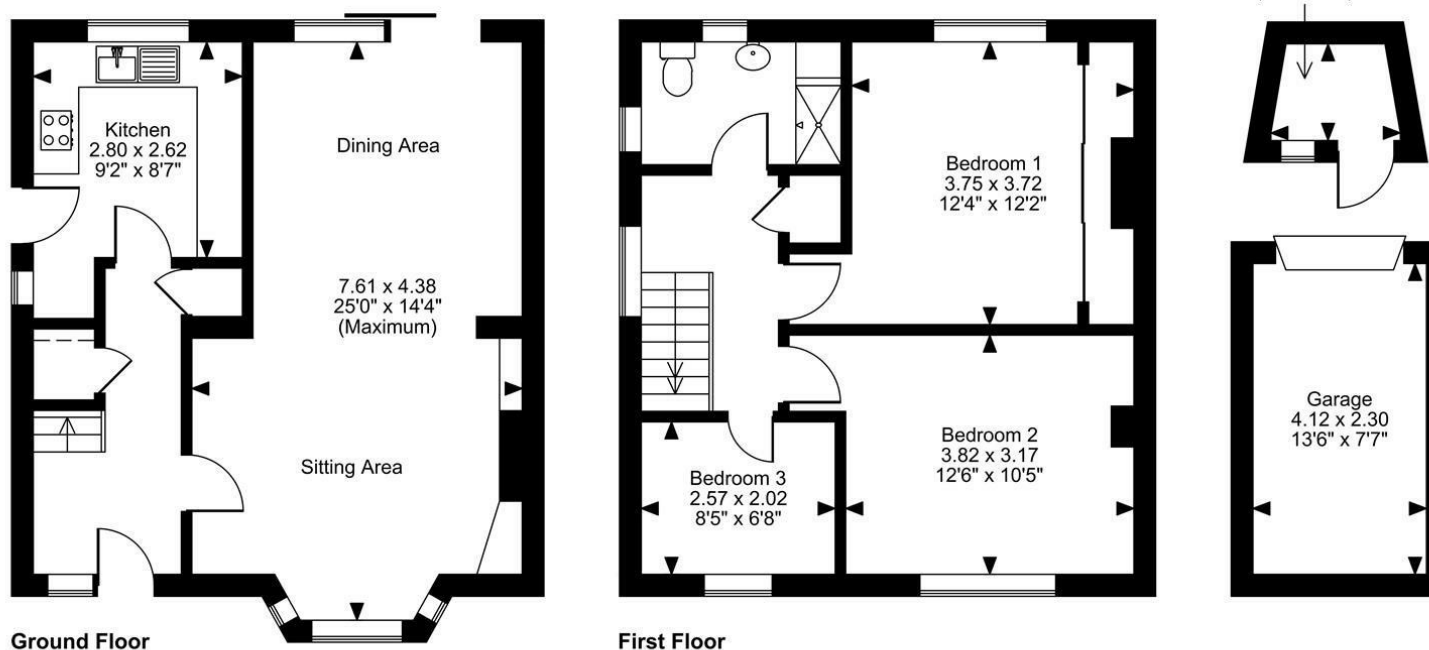 Kitchen
2.80 x 2.62
9'2" x 8'7"
Dining Area
7.61 x 4.38
25'0" x 14'4"
(Maximum)
Sitting Area
Ground Floor
Bedroom 1
3.75 x 3.72
12'4" x 12'2"
Bedroom 2
3.82 x 3.17
12'6" x 10'5"
Bedroom 3
2.57 x 2.02
8'5" x 6'8"
First Floor
Garage
4.12 x 2.30
13'6" x 7'7"